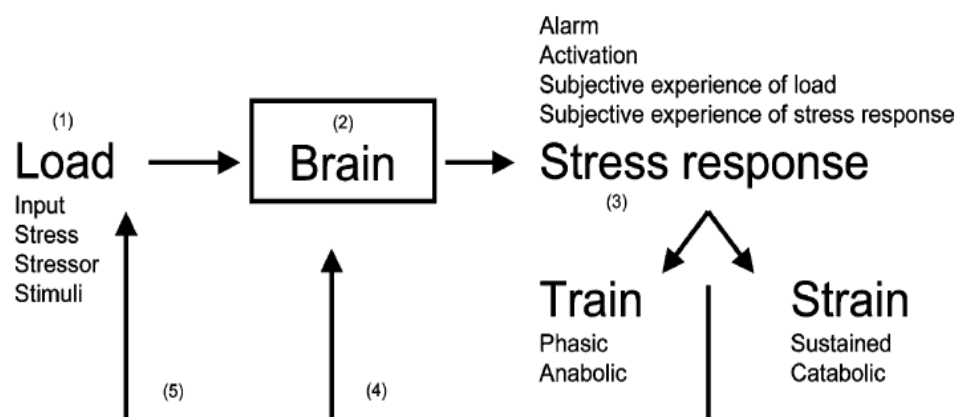 Alarm
Activation
Subjective experience of load
Subjective experience of stress response
(1)
(2)
Load
Brain
Stress response
(3)
Input
Stress
Stressor
Stimuli
Train
Strain
Phasic
Anabolic
Sustained
Catabolic
(5)
(4)